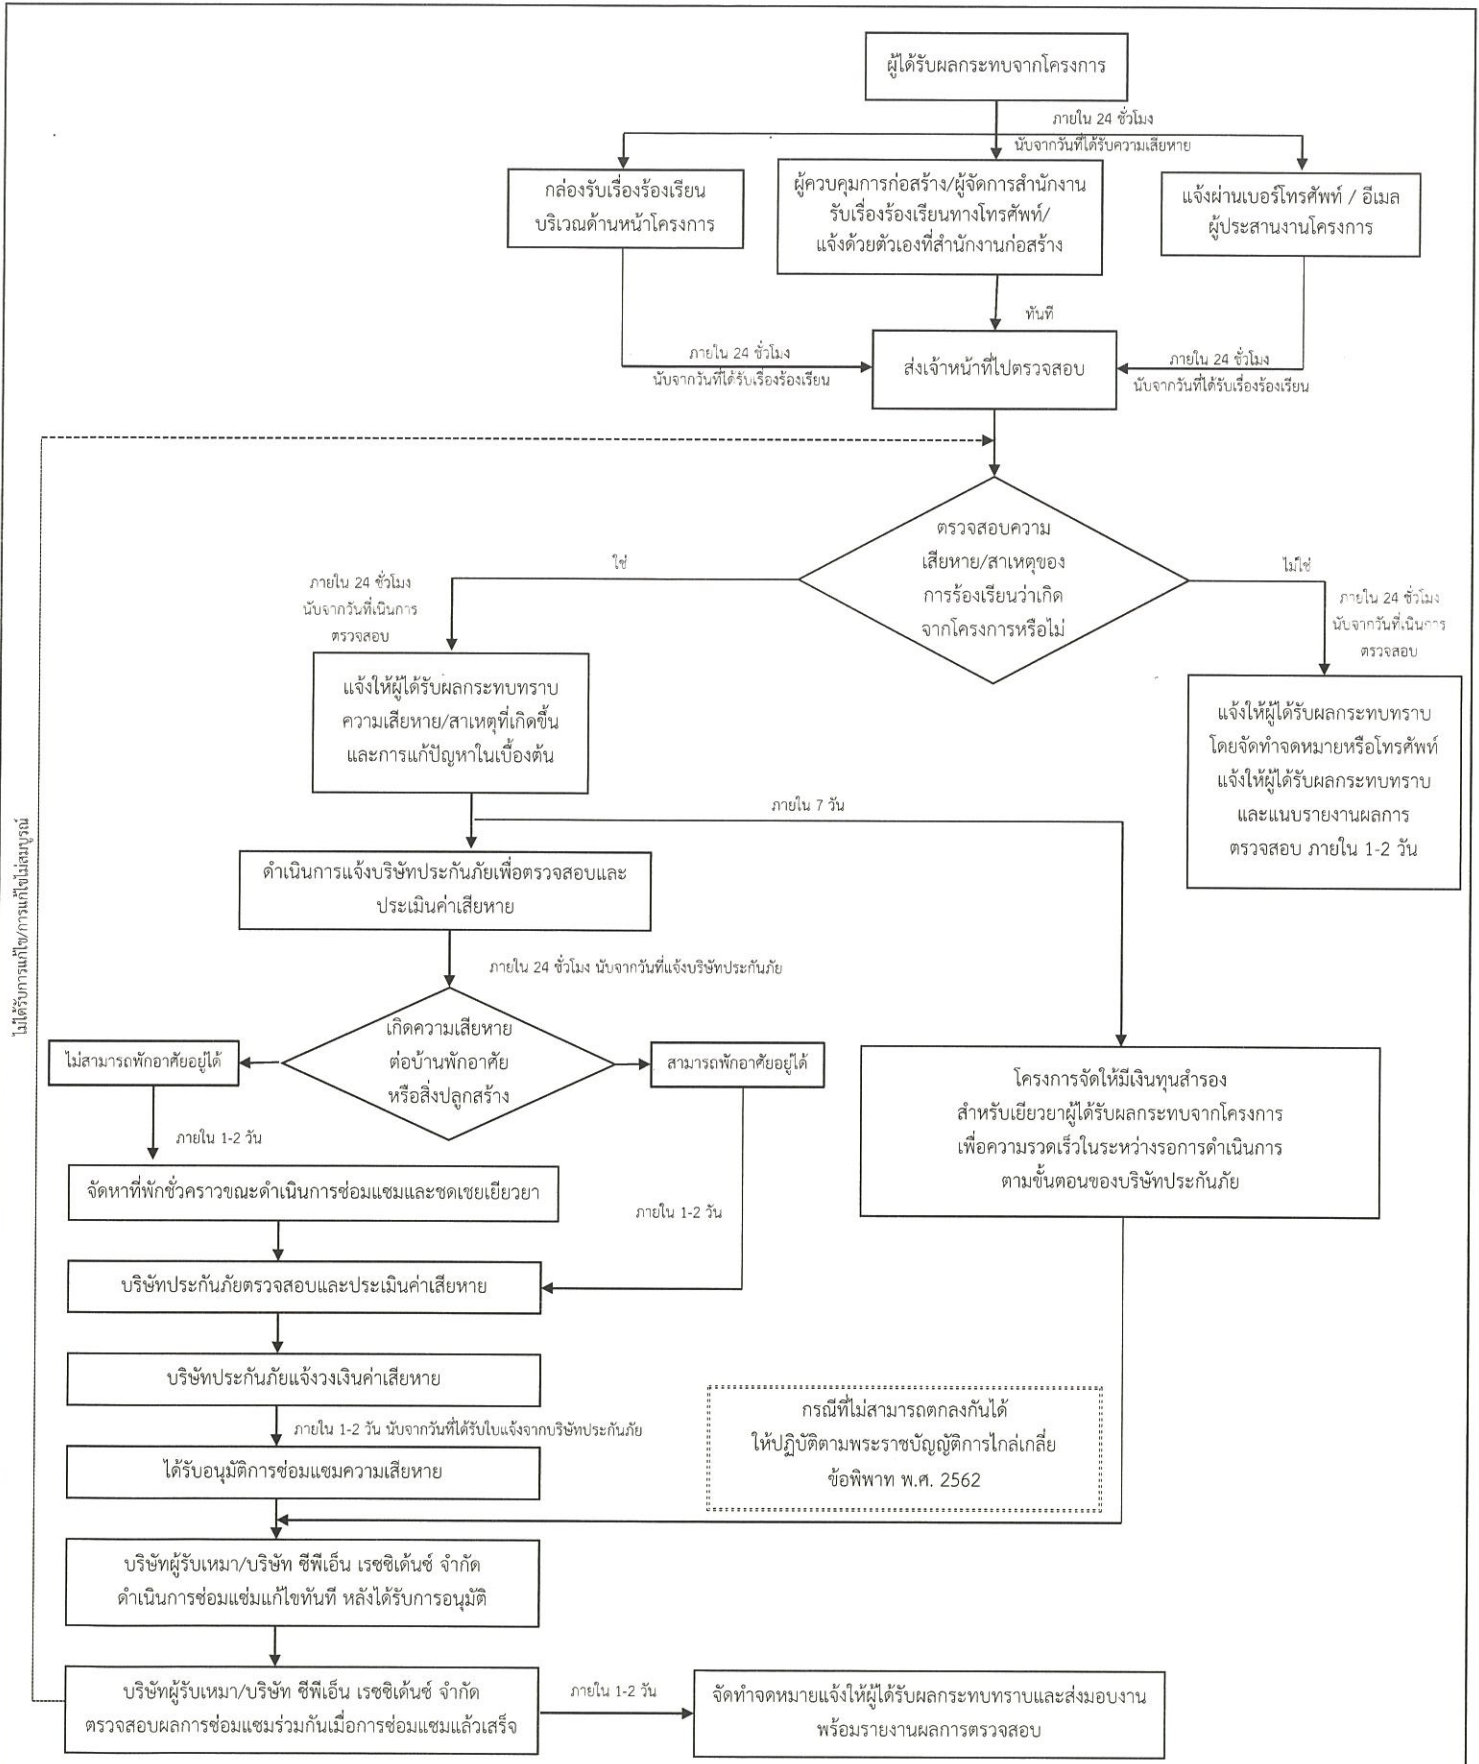 ผู้ได้รับผลกระทบจากโครงการ
ภายใน 24 ชั่วโมง
นับจากวันที่ได้รับความเสียหาย
กล่องรับเรื่องร้องเรียน
บริเวณด้านหน้าโครงการ
ผู้ควบคุมการก่อสร้าง/ผู้จัดการสำนักงาน
รับเรื่องร้องเรียนทางโทรศัพท์/
แจ้งด้วยตัวเองที่สำนักงานก่อสร้าง
แจ้งผ่านเบอร์โทรศัพท์ / อีเมล
ผู้ประสานงานโครงการ
ทันที
ภายใน 24 ชั่วโมง
นับจากวันที่ได้รับเรื่องร้องเรียน
ส่งเจ้าหน้าที่ไปตรวจสอบ
ภายใน 24 ชั่วโมง
นับจากวันที่ได้รับเรื่องร้องเรียน
ตรวจสอบความ
เสียหาย/สาเหตุของ
การร้องเรียนว่าเกิด
จากโครงการหรือไม่
ใช่
ไม่ใช่
ภายใน 24 ชั่วโมง
นับจากวันที่เนินการ
ตรวจสอบ
ภายใน 24 ชั่วโมง
นับจากวันที่เนินการ
ตรวจสอบ
แจ้งให้ผู้ได้รับผลกระทบทราบ
ความเสียหาย/สาเหตุที่เกิดขึ้น
และการแก้ปัญหาในเบื้องต้น
แจ้งให้ผู้ได้รับผลกระทบทราบ
โดยจัดทำจดหมายหรือโทรศัพท์
แจ้งให้ผู้ได้รับผลกระทบทราบ
และแนบรายงานผลการ
ตรวจสอบ ภายใน 1-2 วัน
ภายใน 7 วัน
ดำเนินการแจ้งบริษัทประกันภัยเพื่อตรวจสอบและ
ประเมินค่าเสียหาย
ไม่ได้รับการแก้ไข/การแก้ไขไม่สมบูรณ์
ภายใน 24 ชั่วโมง นับจากวันที่แจ้งบริษัทประกันภัย
เกิดความเสียหาย
ต่อบ้านพักอาศัย
หรือสิ่งปลูกสร้าง
ไม่สามารถพักอาศัยอยู่ได้
สามารถพักอาศัยอยู่ได้
โครงการจัดให้มีเงินทุนสำรอง
สำหรับเยียวยาผู้ได้รับผลกระทบจากโครงการ
เพื่อความรวดเร็วในระหว่างรอการดำเนินการ
ตามขั้นตอนของบริษัทประกันภัย
ภายใน 1-2 วัน
จัดหาที่พักชั่วคราวขณะดำเนินการซ่อมแซมและชดเชยเยียวยา
ภายใน 1-2 วัน
บริษัทประกันภัยตรวจสอบและประเมินค่าเสียหาย
บริษัทประกันภัยแจ้งวงเงินค่าเสียหาย
ภายใน 1-2 วัน นับจากวันที่ได้รับใบแจ้งจากบริษัทประกันภัย
กรณีที่ไม่สามารถตกลงกันได้
ให้ปฏิบัติตามพระราชบัญญัติการไกล่เกลี่ย
ข้อพิพาท พ.ศ. 2562
ได้รับอนุมัติการซ่อมแซมความเสียหาย
บริษัทผู้รับเหมา/บริษัท ซีพีเอ็น เรซซิเด้นซ์ จำกัด
ดำเนินการซ่อมแซ่มแก้ไขทันที หลังได้รับการอนุมัติ
บริษัทผู้รับเหมา/บริษัท ซีพีเอ็น เรซซิเด้นซ์ จำกัด
ตรวจสอบผลการซ่อมแซมร่วมกันเมื่อการซ่อมแซมแล้วเสร็จ
ภายใน 1-2 วัน
จัดทำจดหมายแจ้งให้ผู้ได้รับผลกระทบทราบและส่งมอบงาน
พร้อมรายงานผลการตรวจสอบ